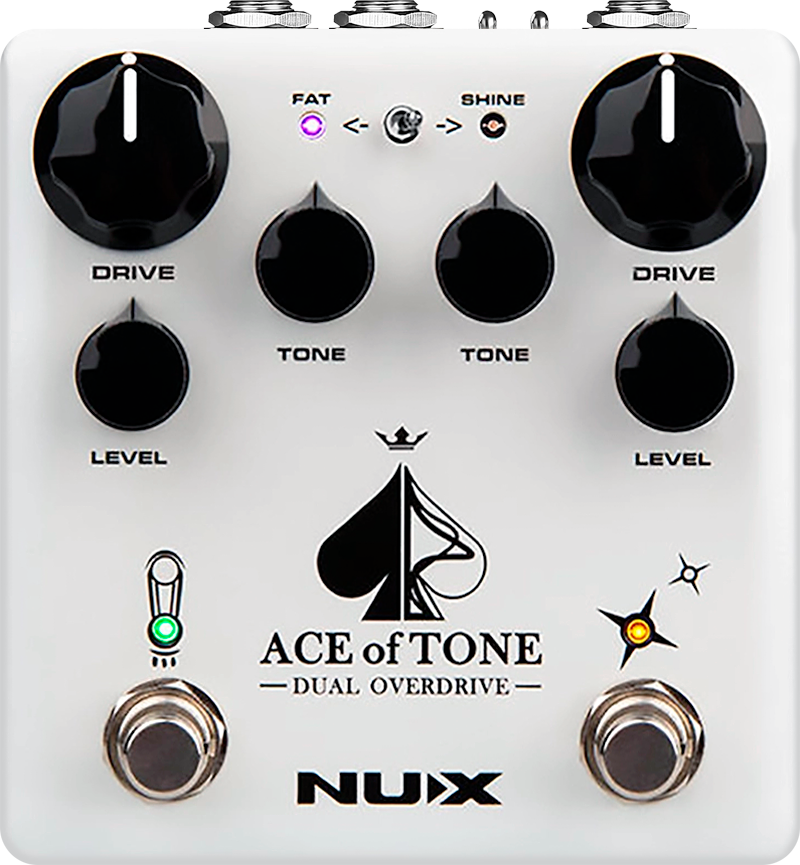 FAT <- -> SHINE
DRIVE DRIVE
TONE TONE
LEVEL LEVEL
ACE of TONE
—DUAL OVERDRIVE—
NUX